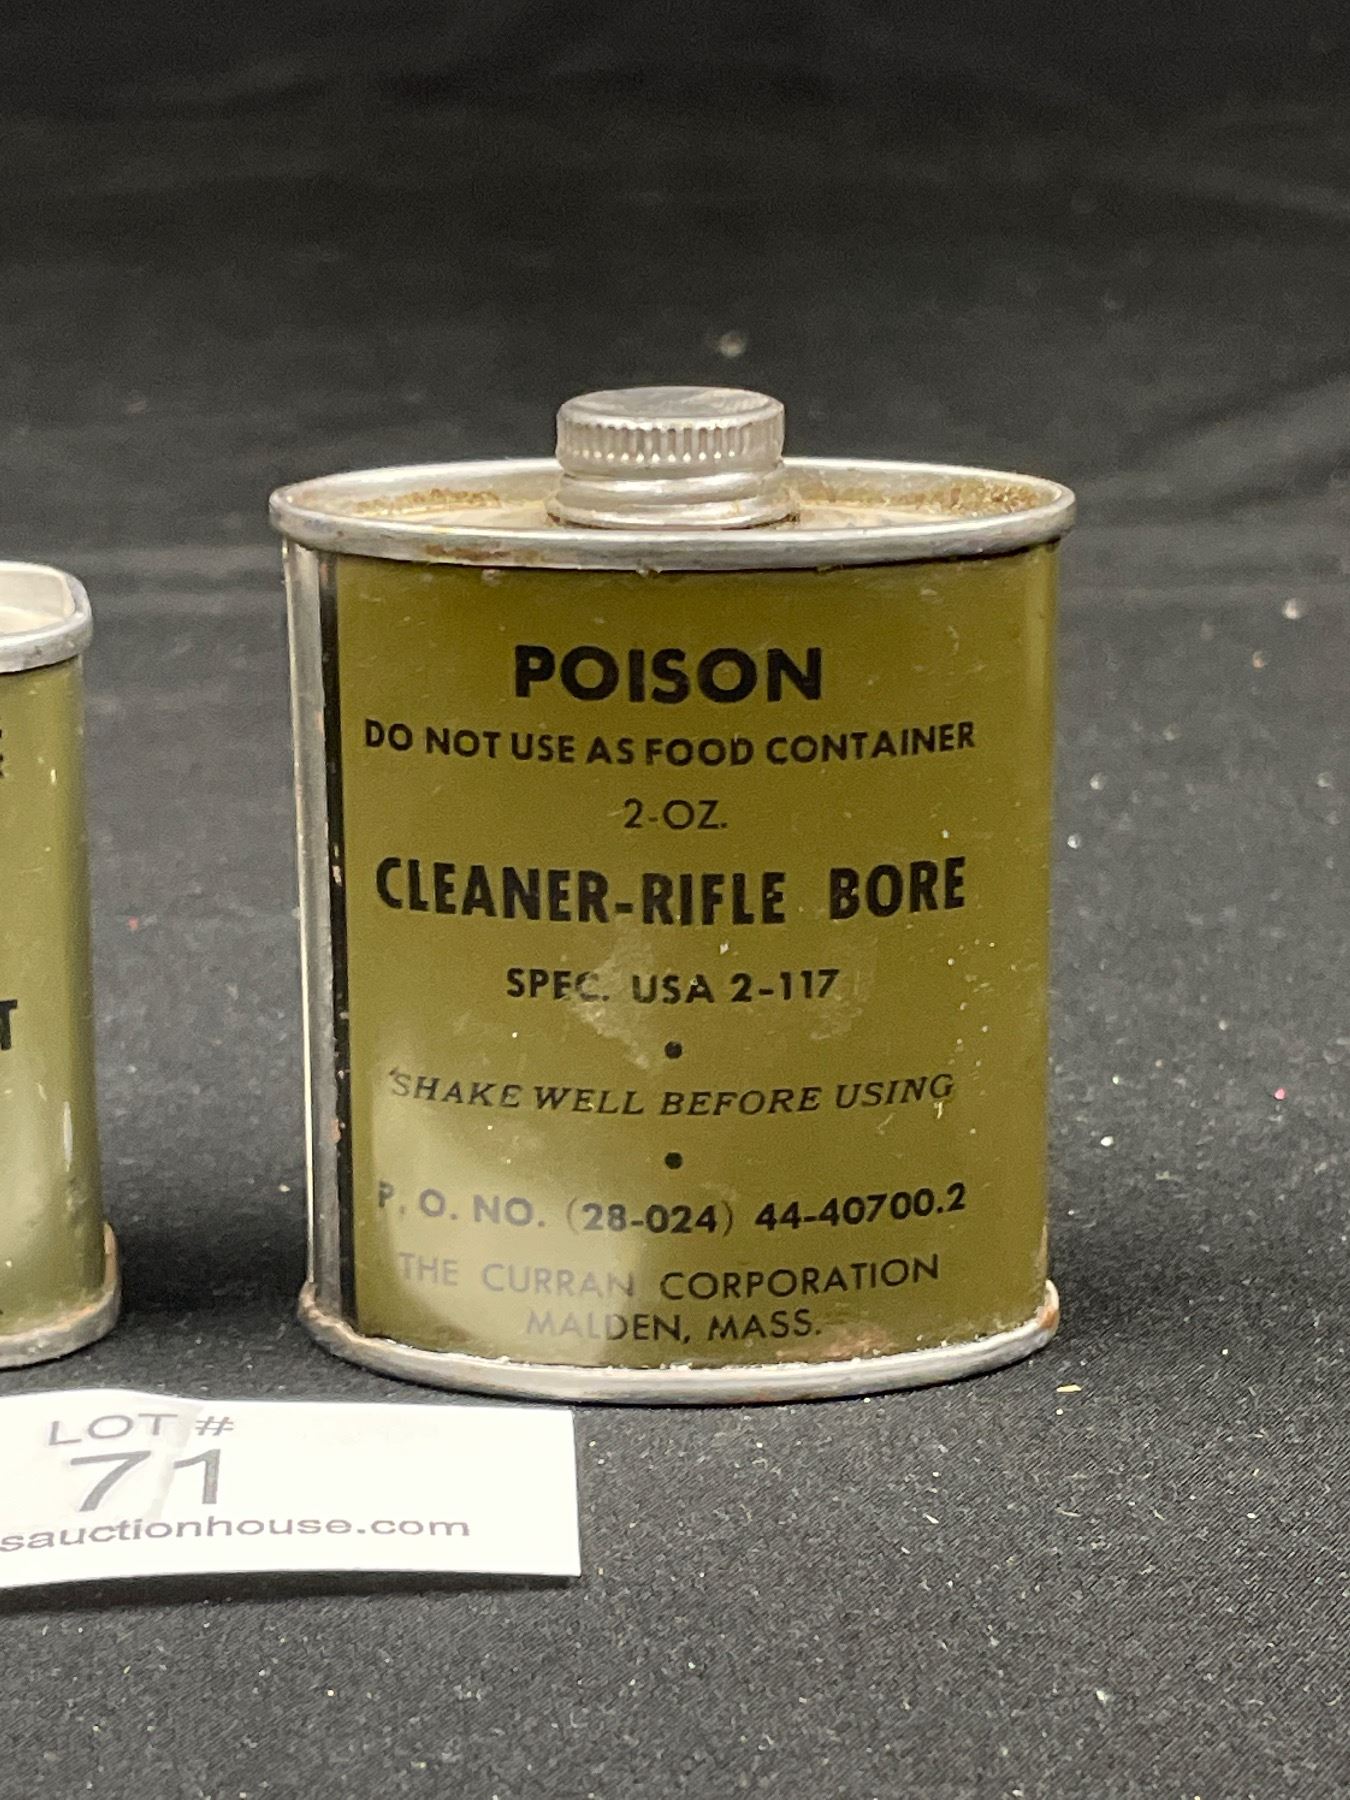 POISON
DO NOT USE AS FOOD CONTAINER
2-OZ.
CLEANER-RIFLE BORE
SPEC. USA 2-117
•
SHAKE WELL BEFORE USING
•
P. O. NO. (28-024) 44-40700.2
THE CURRAN CORPORATION
MALDEN, MASS.
T
LOT #
71
sauctionhouse.com